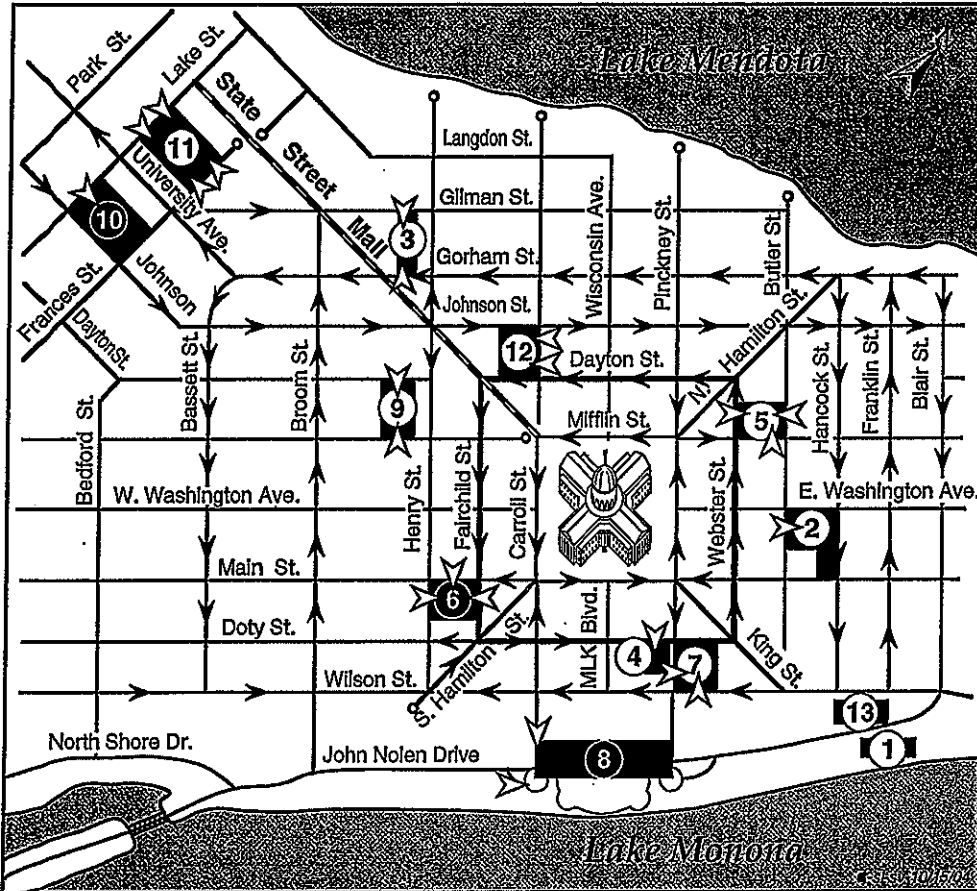 Lake Mendota
Park St.
Lake St.
State
Street
Mall
Langdon St.
11
University Ave.
Gilman St.
10
3
Wisconsin Ave.
Pinckney St.
Butler St.
Gorham St.
Johnson
Johnson St.
Frances St.
Dayton St.
12
Dayton St.
N. Hamilton St.
Hancock St.
Franklin St.
Blair St.
Bassett St.
Broom St.
9
Mifflin St.
5
Bedford St.
Henry St.
Fairchild St.
Carroll St.
Webster St.
W. Washington Ave.
E. Washington Ave.
2
Main St.
6
MLK Blvd.
Doty St.
S. Hamilton St.
4
7
King St.
Wilson St.
13
North Shore Dr.
John Nolen Drive
8
1
Lake Monona